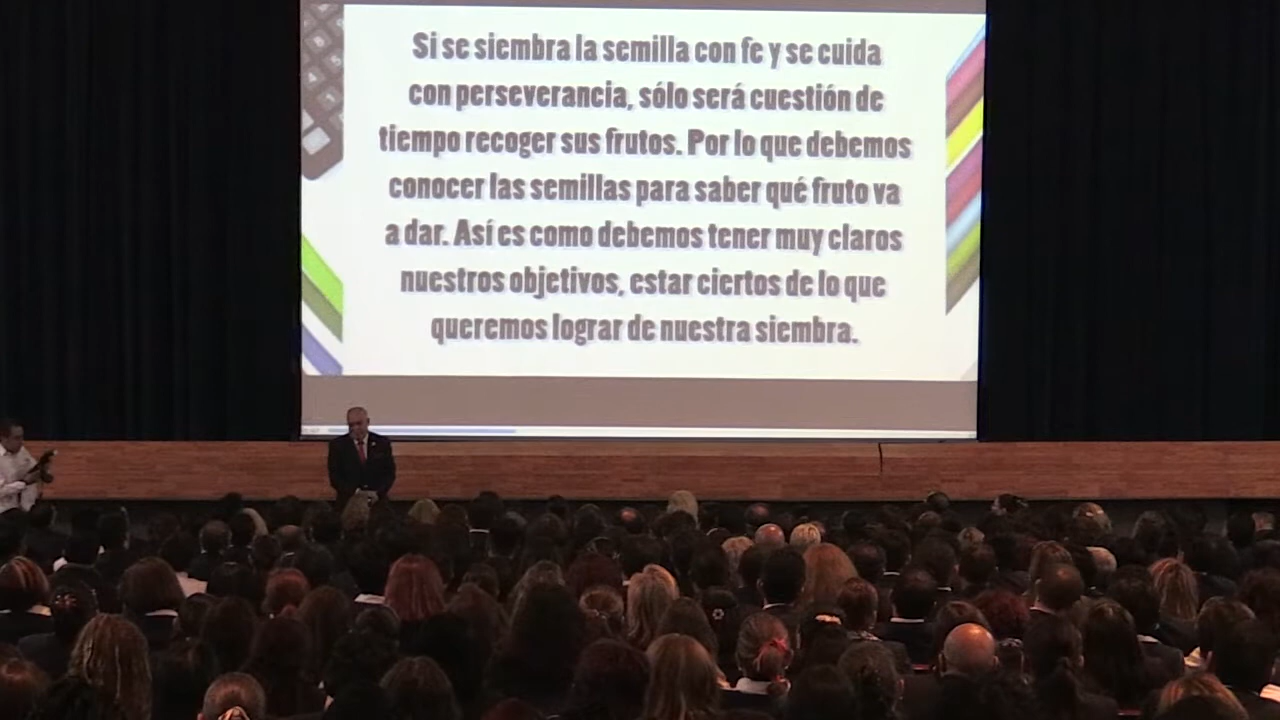 Si se siembra la semilla con fe y se cuida
con perseverancia, sólo será cuestión de
tiempo recoger sus frutos. Por lo que debemos
conocer las semillas para saber qué fruto va
a dar. Así es como debemos tener muy claros
nuestros objetivos, estar ciertos de lo que
queremos lograr de nuestra siembra.